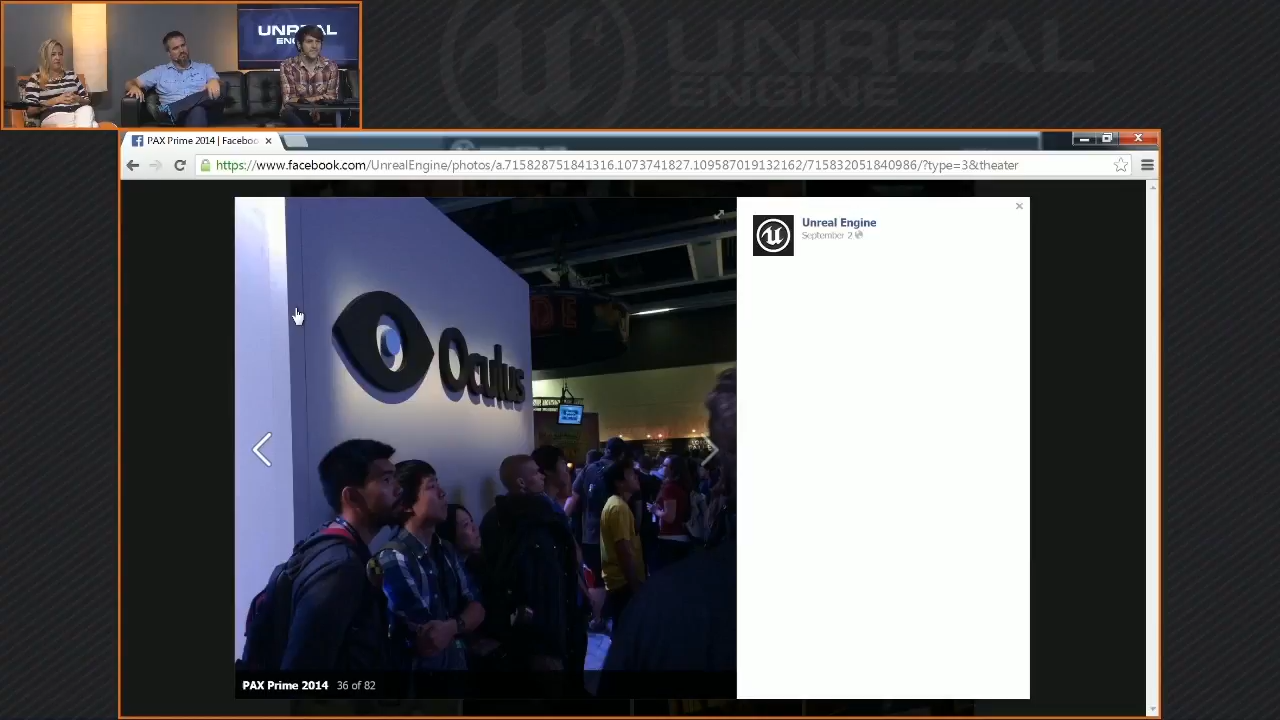 UNREAL
ENGINE
UNREAL
PAX Prime 2014 | Faceboo
https://www.facebook.com/UnrealEngine/photos/a.715828751841316.1073741827.109587019132162/715832051840986/?type=3&theater
Unreal Engine
September 2
Oculus
PAX Prime 2014 36 of 82